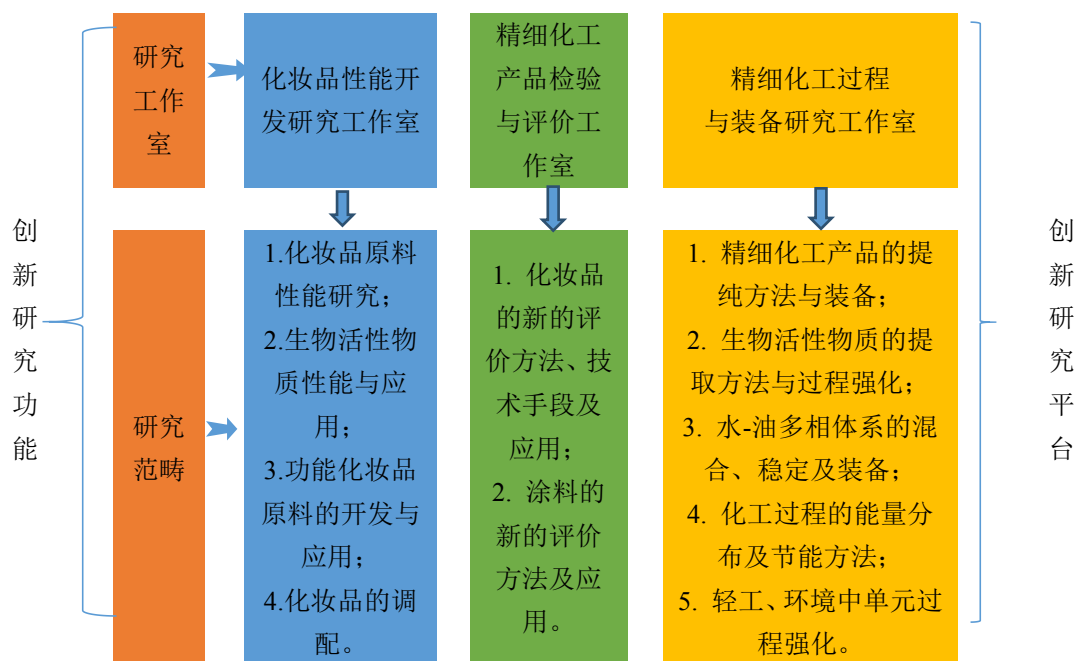 创
新
研
究
功
能
研究
工作
室
化妆品性能开
发研究工作室
精细化工
产品检验
与评价工
作室
精细化工过程
与装备研究工作室
研究
范畴
1.化妆品原料
性能研究；
2.生物活性物
质性能与应
用；
3.功能化妆品
原料的开发与
应用；
4.化妆品的调
配。
1. 化妆品
的新的评
价方法、技
术手段及
应用；
2. 涂料的
新的评价
方法及应
用。
1. 精细化工产品的提
纯方法与装备；
2. 生物活性物质的提
取方法与过程强化；
3. 水-油多相体系的混
合、稳定及装备；
4. 化工过程的能量分
布及节能方法；
5. 轻工、环境中单元过
程强化。
创
新
研
究
平
台